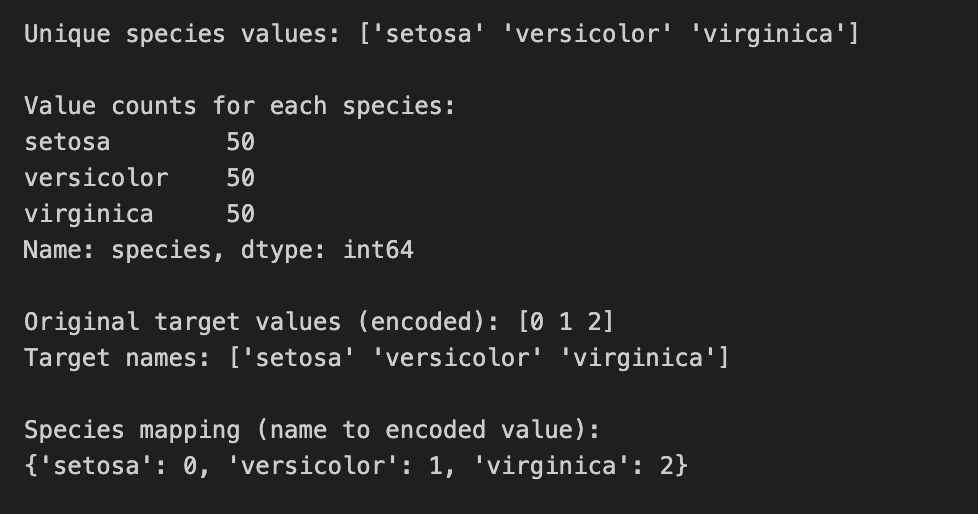 Unique species values: ['setosa' 'versicolor' 'virginica']
Value counts for each species:
setosa        50
versicolor    50
virginica     50
Name: species, dtype: int64
Original target values (encoded): [0 1 2]
Target names: ['setosa' 'versicolor' 'virginica']
Species mapping (name to encoded value):
{'setosa': 0, 'versicolor': 1, 'virginica': 2}